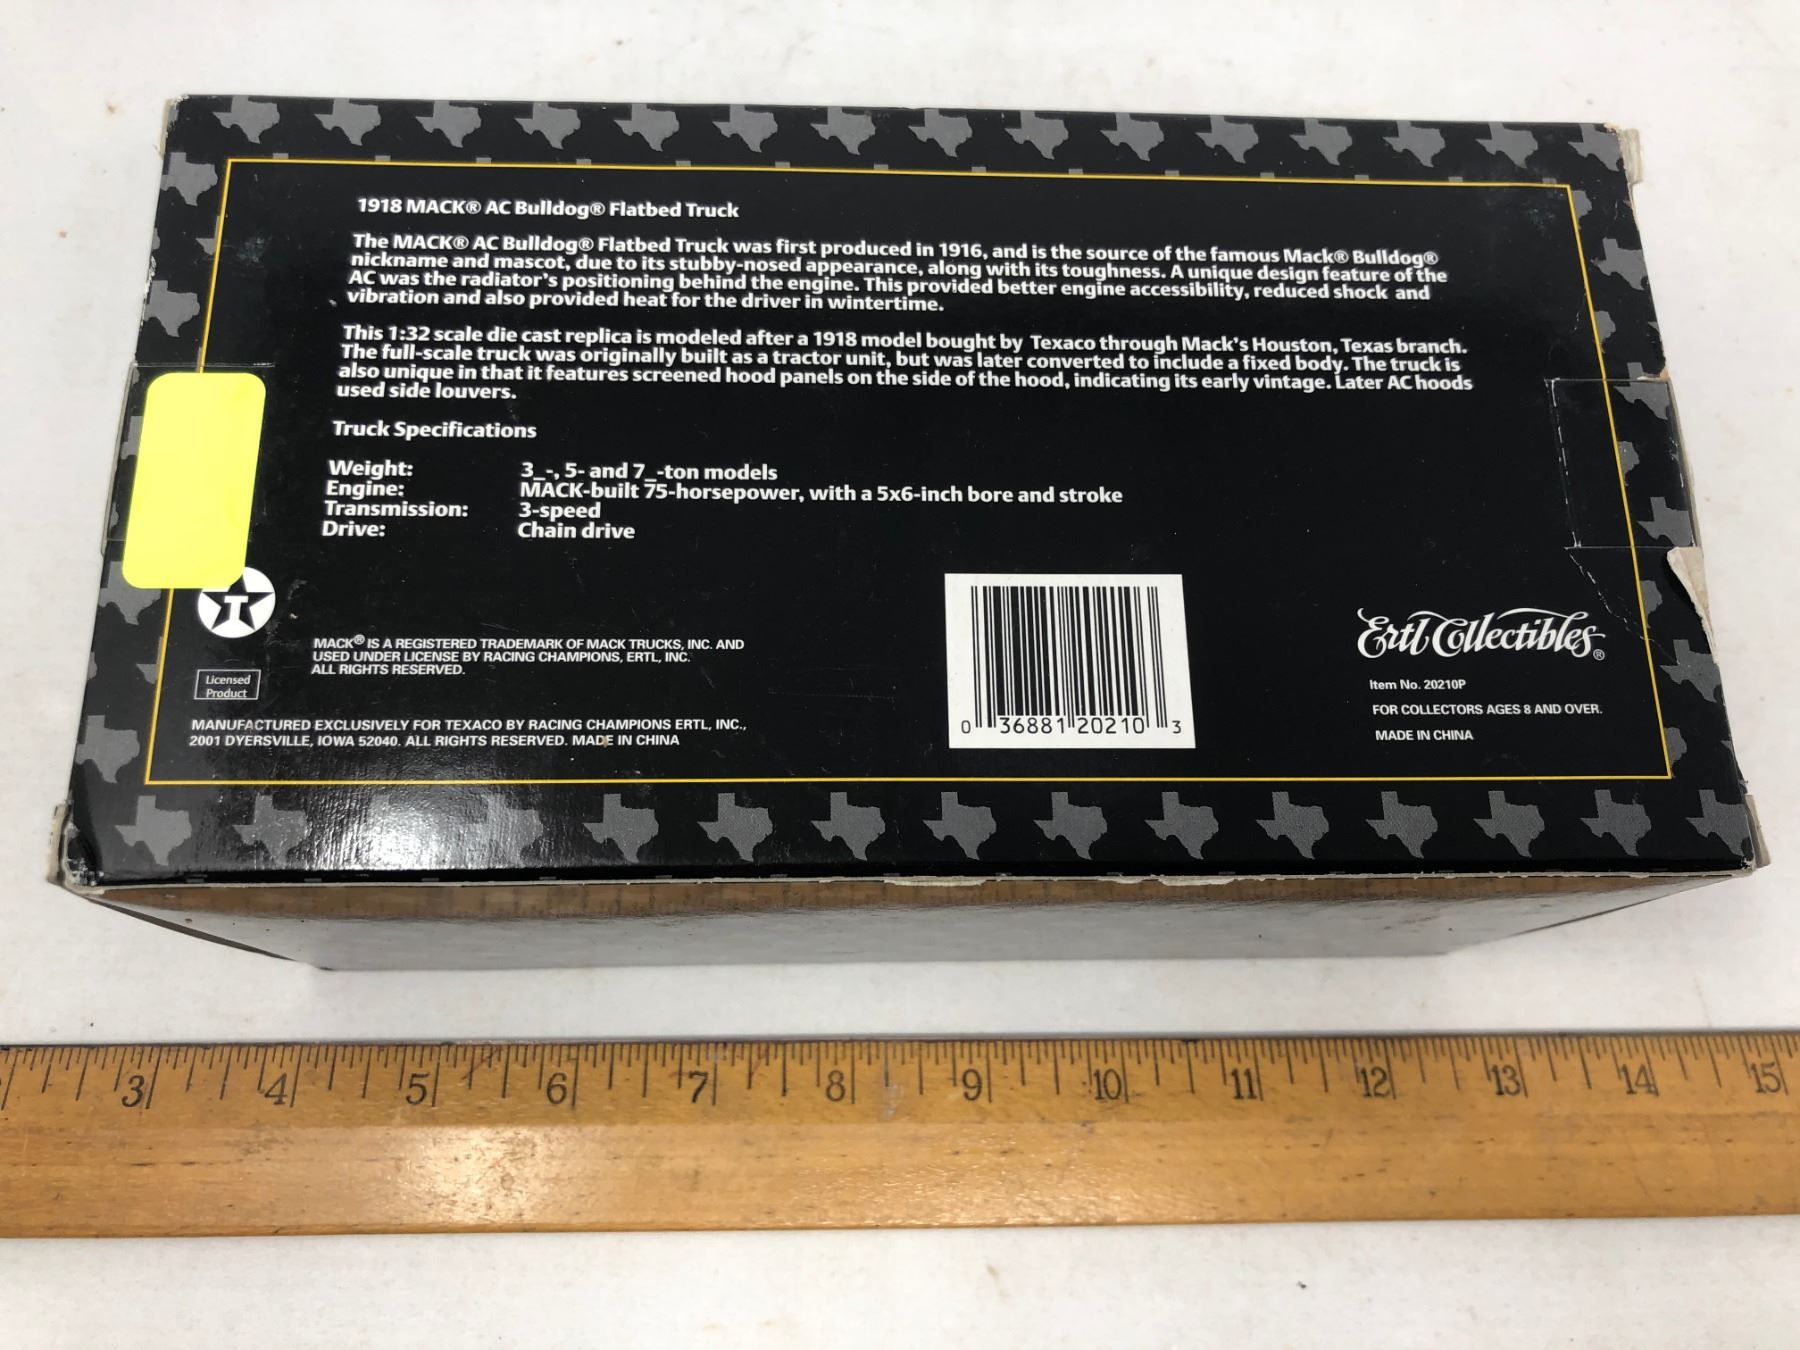 1918 MACK® AC Bulldog® Flatbed Truck
The MACK® AC Bulldog® Flatbed Truck was first produced in 1916, and is the source of the famous Mack® Bulldog®
nickname and mascot, due to its stubby-nosed appearance, along with its toughness. A unique design feature of the
AC was the radiator's positioning behind the engine. This provided better engine accessibility, reduced shock and
vibration and also provided heat for the driver in wintertime.
This 1:32 scale die cast replica is modeled after a 1918 model bought by Texaco through Mack's Houston, Texas branch.
The full-scale truck was originally built as a tractor unit, but was later converted to include a fixed body. The truck is
also unique in that it features screened hood panels on the side of the hood, indicating its early vintage. Later AC hoods
used side louvers.
Truck Specifications
Weight: 3_-, 5- and 7_-ton models
Engine: MACK-built 75-horsepower, with a 5x6-inch bore and stroke
Transmission: 3-speed
Drive: Chain drive
T
MACK® IS A REGISTERED TRADEMARK OF MACK TRUCKS, INC. AND
USED UNDER LICENSE BY RACING CHAMPIONS, ERTL, INC.
ALL RIGHTS RESERVED.
Licensed
Product
MANUFACTURED EXCLUSIVELY FOR TEXACO BY RACING CHAMPIONS ERTL, INC.,
2001 DYERSVILLE, IOWA 52040. ALL RIGHTS RESERVED. MADE IN CHINA
0 36881 20210 3
Ertl Collectibles®
Item No. 20210P
FOR COLLECTORS AGES 8 AND OVER.
MADE IN CHINA
3 4 5 6 7 8 9 10 11 12 13 14 15